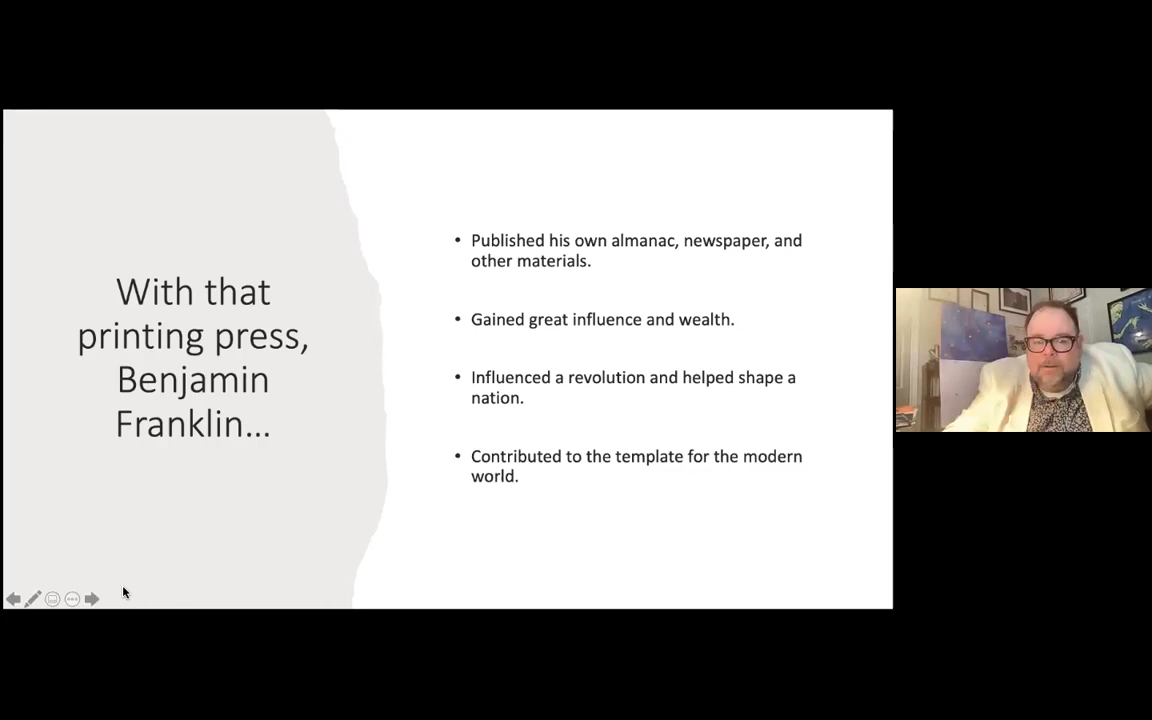 With that
printing press,
Benjamin
Franklin...
• Published his own almanac, newspaper, and
other materials.
• Gained great influence and wealth.
• Influenced a revolution and helped shape a
nation.
• Contributed to the template for the modern
world.